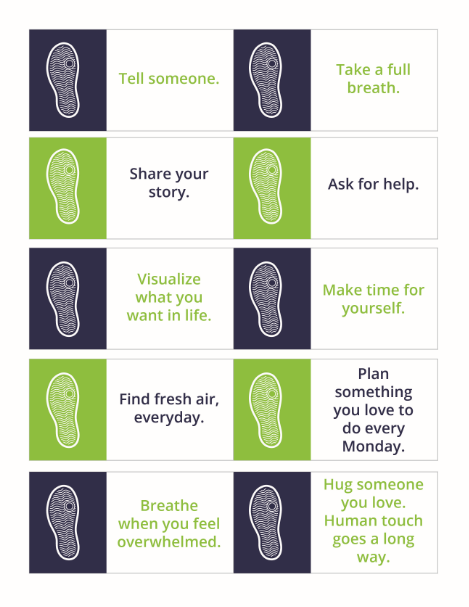 Tell someone.
Take a full
breath.
Share your
story.
Ask for help.
Visualize
what you
want in life.
Make time for
yourself.
Find fresh air,
everyday.
Plan
something
you love to
do every
Monday.
Breathe
when you feel
overwhelmed.
Hug someone
you love.
Human touch
goes a long
way.